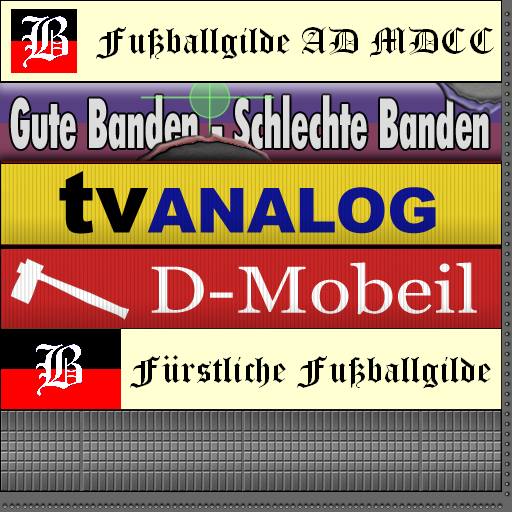 B Fußballgilde AD MDCC
Gute Banden - Schlechte Banden
tvANALOG
D-Mobeil
B Fürstliche Fußballgilde